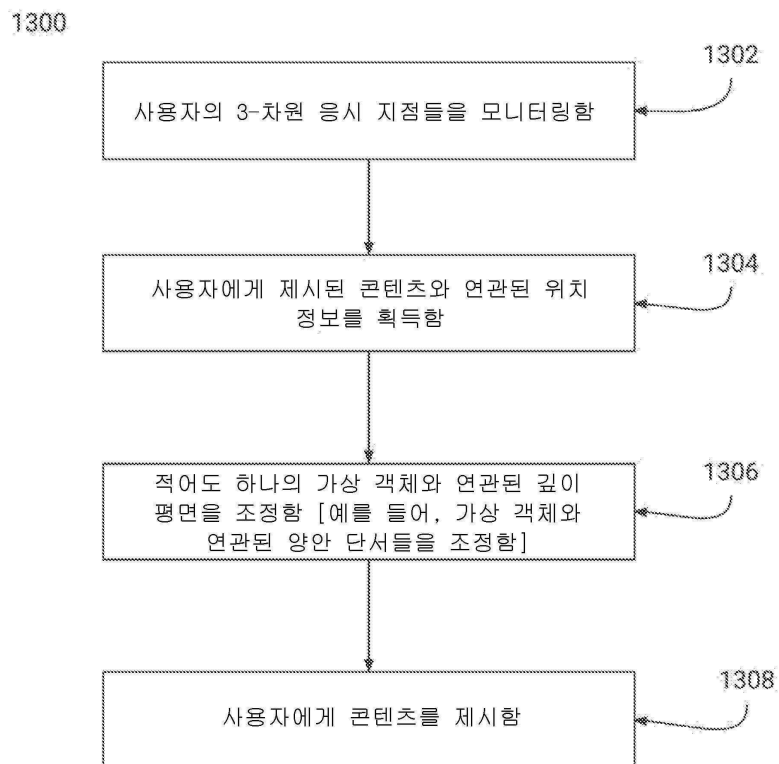 1300
1302
사용자의 3-차원 응시 지점들을 모니터링함
1304
사용자에게 제시된 콘텐츠와 연관된 위치
정보를 획득함
1306
적어도 하나의 가상 객체와 연관된 깊이
평면을 조정함 [예를 들어, 가상 객체와
연관된 양안 단서들을 조정함]
1308
사용자에게 콘텐츠를 제시함